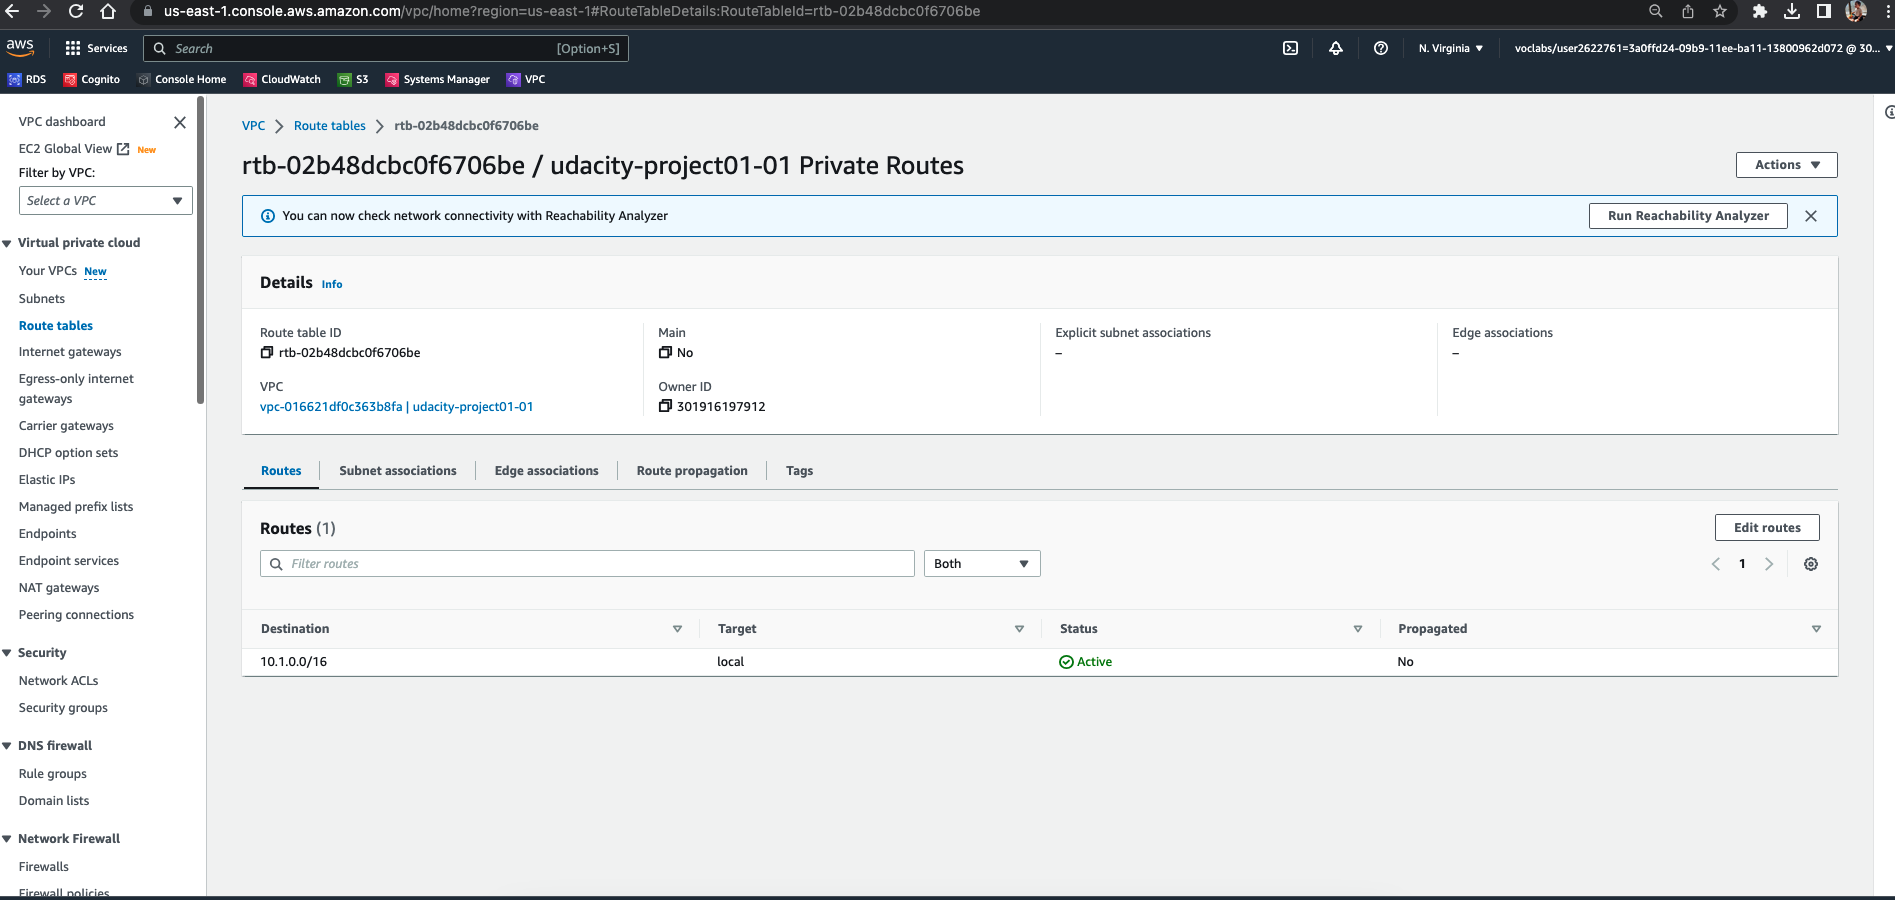 us-east-1.console.aws.amazon.com/vpc/home?region=us-east-1#RouteTableDetails:RouteTableId=rtb-02b48dcbc0f6706be
aws Services Search [Option+S] N. Virginia voclabs/user2622761=3a0ffd24-09b9-11ee-ba11-13800962d072 @ 30...
RDS Cognito Console Home CloudWatch S3 Systems Manager VPC
VPC dashboard
EC2 Global View New
Filter by VPC:
Select a VPC
Virtual private cloud
Your VPCs New
Subnets
Route tables
Internet gateways
Egress-only internet
gateways
Carrier gateways
DHCP option sets
Elastic IPs
Managed prefix lists
Endpoints
Endpoint services
NAT gateways
Peering connections
Security
Network ACLs
Security groups
DNS firewall
Rule groups
Domain lists
Network Firewall
Firewalls
Firewall policies
VPC Route tables rtb-02b48dcbc0f6706be
rtb-02b48dcbc0f6706be / udacity-project01-01 Private Routes
Actions
You can now check network connectivity with Reachability Analyzer
Run Reachability Analyzer
Details Info
Route table ID
rtb-02b48dcbc0f6706be
VPC
vpc-016621df0c363b8fa | udacity-project01-01
Main
No
Owner ID
301916197912
Explicit subnet associations
–
Edge associations
–
Routes Subnet associations Edge associations Route propagation Tags
Routes (1)
Edit routes
Filter routes
Both
1
Destination Target Status Propagated
10.1.0.0/16 local Active No